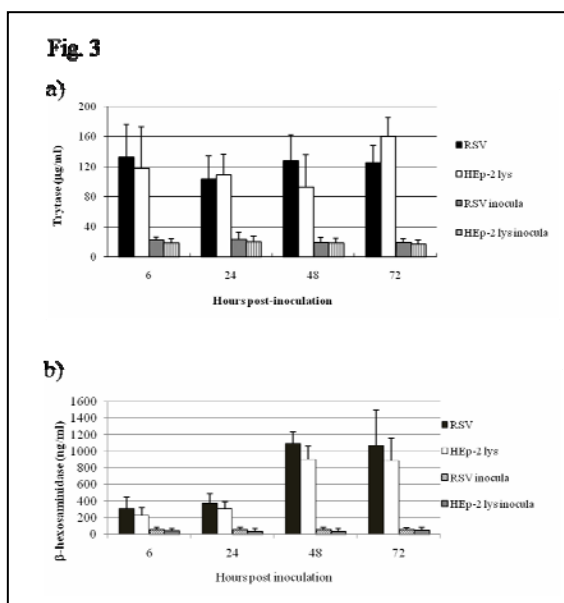 Fig. 3
a)
200
160
120
80
40
0
Trytase (µg/ml)
6 24 48 72
Hours post-inoculation
RSV
HEp-2 lys
RSV inocula
HEp-2 lys inocula
b)
1600
1400
1200
1000
800
600
400
200
0
β-hexosaminidase (ng/ml)
6 24 48 72
Hours post inoculation
RSV
HEp-2 lys
RSV inocula
HEp-2 lys inocula